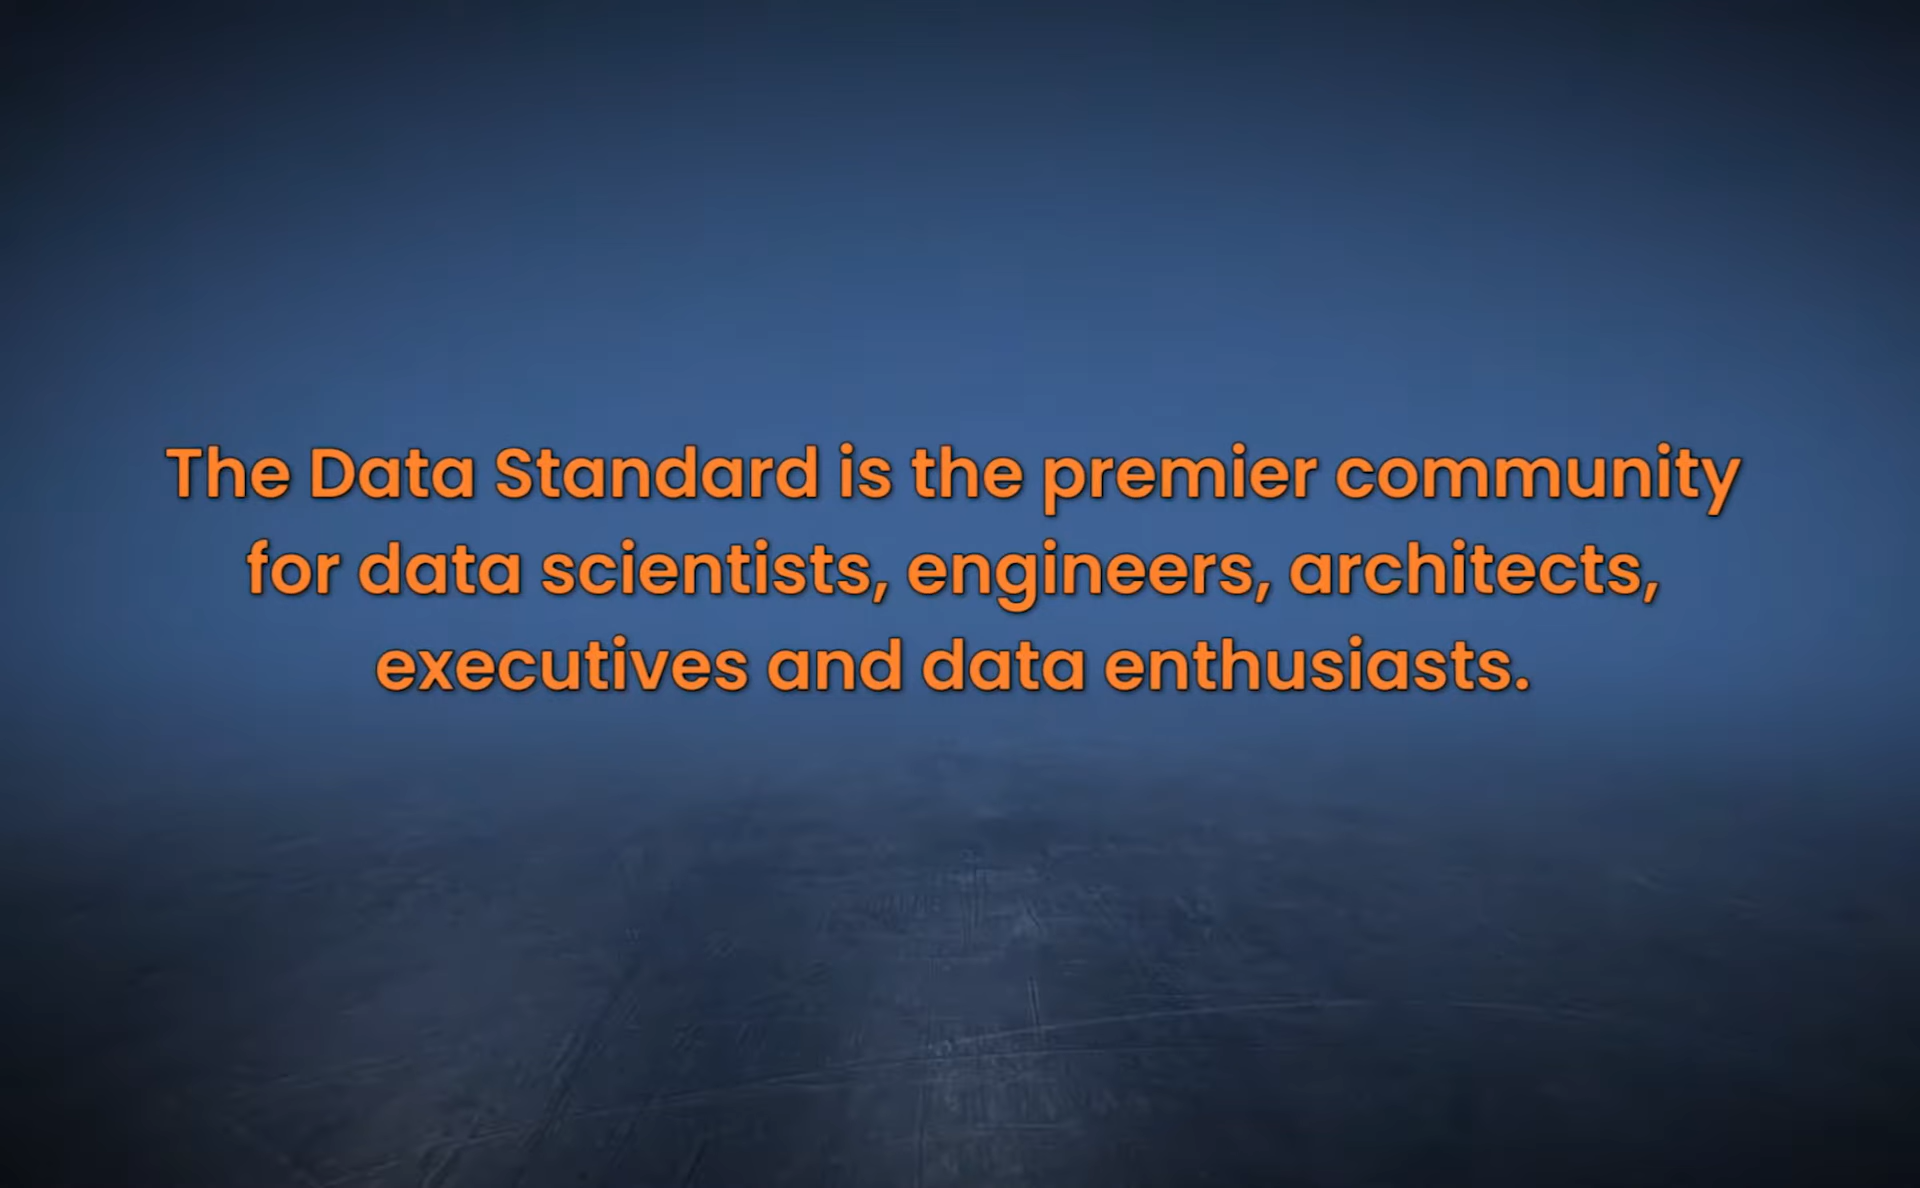 The Data Standard is the premier community
for data scientists, engineers, architects,
executives and data enthusiasts.